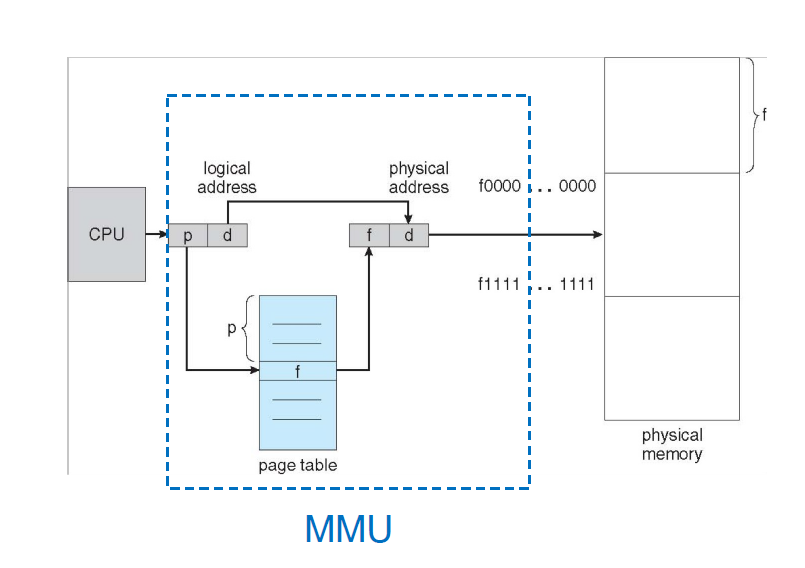 logical
address
physical
address
f0000 ... 0000
f
CPU
p
d
f
d
f1111 ... 1111
p
f
page table
physical
memory
MMU